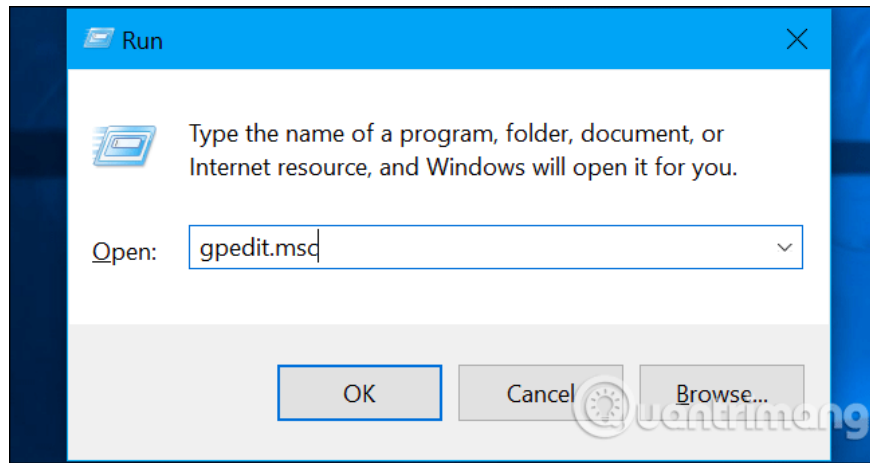 Run
Type the name of a program, folder, document, or
Internet resource, and Windows will open it for you.
Open:
gpedit.msc
OK
Cancel
Browse...
Quantrimang